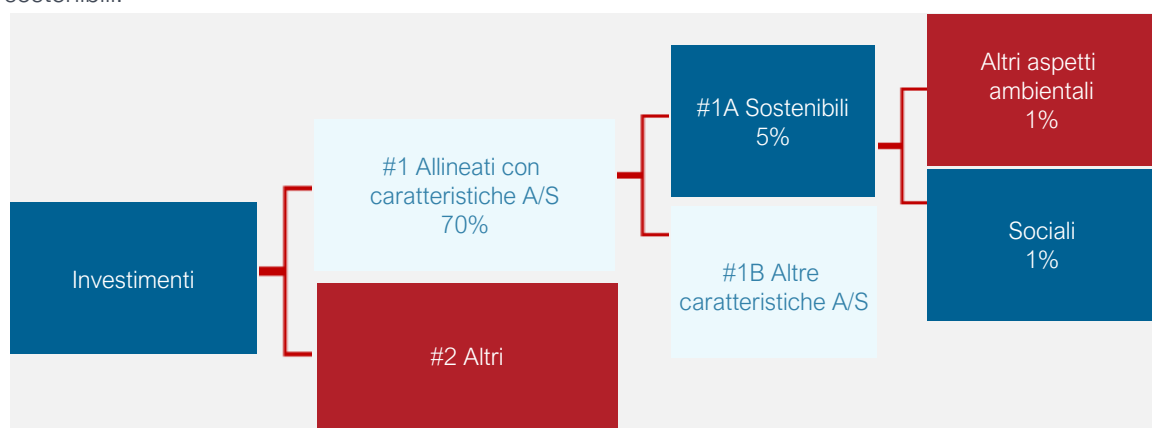 sostenibili.
Altri aspetti
ambientali
1%
#1A Sostenibili
5%
#1 Allineati con
caratteristiche A/S
70%
Sociali
1%
#1B Altre
caratteristiche A/S
Investimenti
#2 Altri